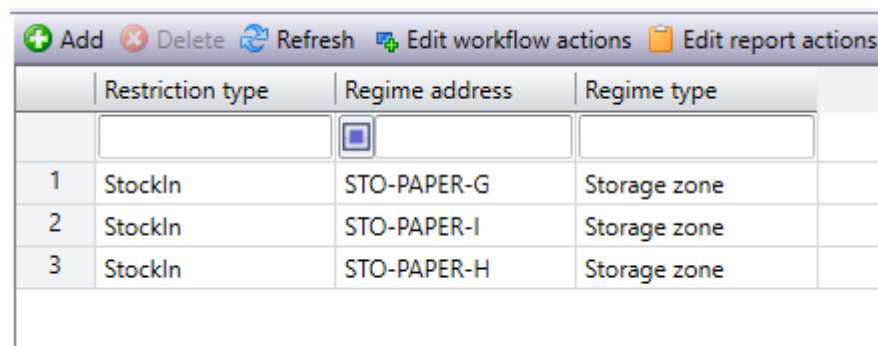 Add Delete Refresh Edit workflow actions Edit report actions
Restriction type Regime address Regime type
1 StockIn STO-PAPER-G Storage zone
2 StockIn STO-PAPER-I Storage zone
3 StockIn STO-PAPER-H Storage zone